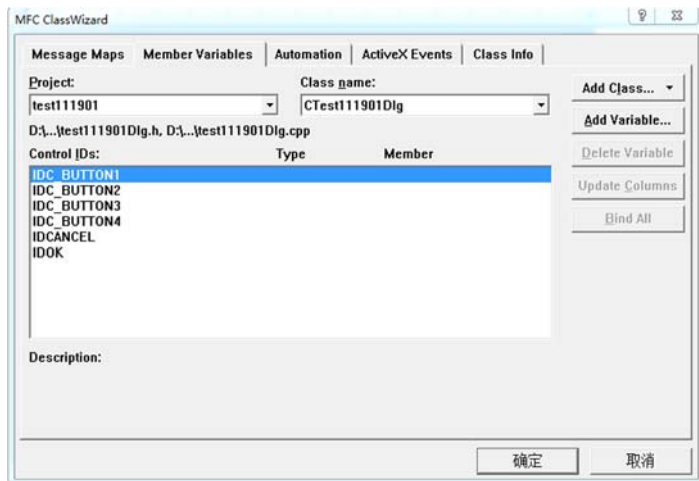 MFC ClassWizard
Message Maps Member Variables Automation ActiveX Events Class Info
Project: Class name:
test111901 CTest111901Dlg
Add Class...
D:\...\test111901Dlg.h, D:\...\test111901Dlg.cpp
Add Variable...
Control IDs: Type Member
Delete Variable
IDC_BUTTON1
IDC_BUTTON2
Update Columns
IDC_BUTTON3
IDC_BUTTON4
Bind All
IDCANCEL
IDOK
Description:
确定 取消